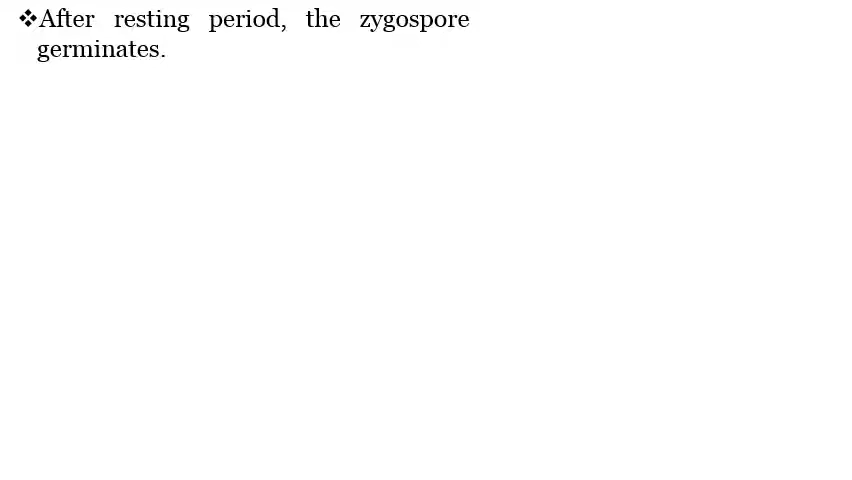 ❖After resting period, the zygospore
germinates.